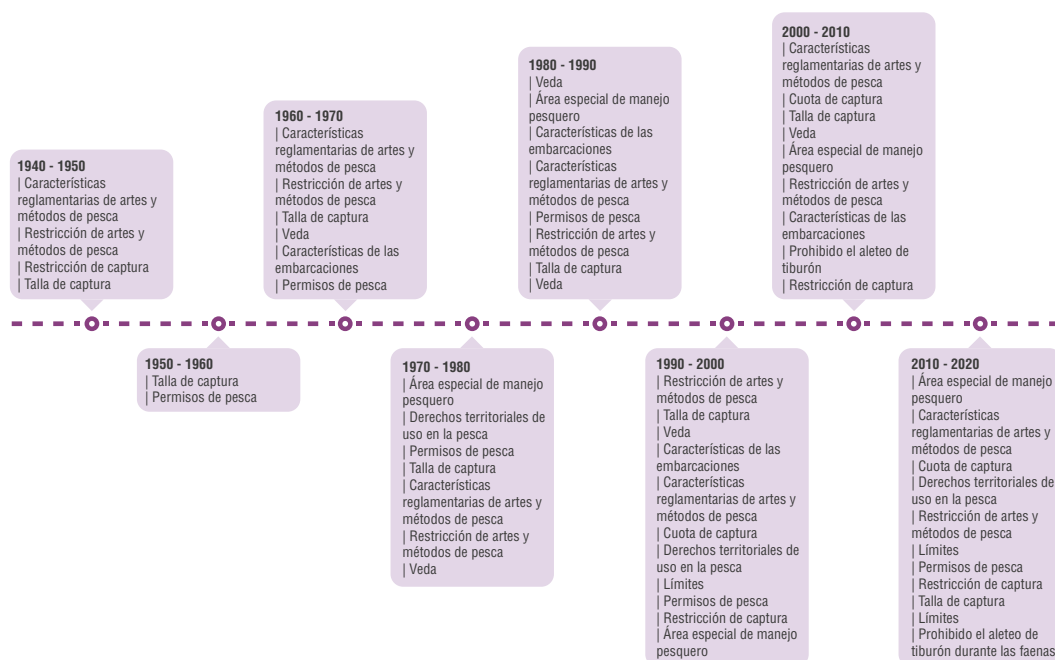 1940 - 1950
| Características
reglamentarias de artes y
métodos de pesca
| Restricción de artes y
métodos de pesca
| Restricción de captura
| Talla de captura
1950 - 1960
| Talla de captura
| Permisos de pesca
1960 - 1970
| Características
reglamentarias de artes y
métodos de pesca
| Restricción de artes y
métodos de pesca
| Talla de captura
| Veda
| Características de las
embarcaciones
| Permisos de pesca
1970 - 1980
| Área especial de manejo
pesquero
| Derechos territoriales de
uso en la pesca
| Permisos de pesca
| Talla de captura
| Características
reglamentarias de artes y
métodos de pesca
| Restricción de artes y
métodos de pesca
| Veda
1980 - 1990
| Veda
| Área especial de manejo
pesquero
| Características de las
embarcaciones
| Características
reglamentarias de artes y
métodos de pesca
| Permisos de pesca
| Restricción de artes y
métodos de pesca
| Talla de captura
| Veda
1990 - 2000
| Restricción de artes y
métodos de pesca
| Talla de captura
| Veda
| Características de las
embarcaciones
| Características
reglamentarias de artes y
métodos de pesca
| Cuota de captura
| Derechos territoriales de
uso en la pesca
| Límites
| Permisos de pesca
| Restricción de captura
| Área especial de manejo
pesquero
2000 - 2010
| Características
reglamentarias de artes y
métodos de pesca
| Cuota de captura
| Talla de captura
| Veda
| Área especial de manejo
pesquero
| Restricción de artes y
métodos de pesca
| Características de las
embarcaciones
| Prohibido el aleteo de
tiburón
| Restricción de captura
2010 - 2020
| Área especial de manejo
pesquero
| Características
reglamentarias de artes y
métodos de pesca
| Cuota de captura
| Derechos territoriales de
uso en la pesca
| Restricción de artes y
métodos de pesca
| Límites
| Permisos de pesca
| Restricción de captura
| Talla de captura
| Límites
| Prohibido el aleteo de
tiburón durante las faenas